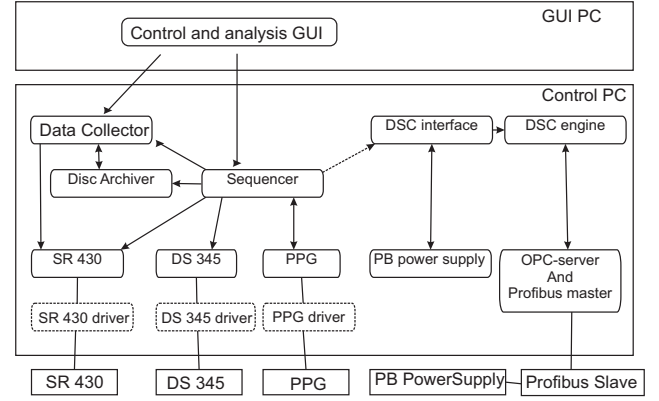 GUI PC
Control and analysis GUI
Control PC
Data Collector
DSC interface
DSC engine
Disc Archiver
Sequencer
SR 430
DS 345
PPG
PB power supply
OPC-server
And
Profibus master
SR 430 driver
DS 345 driver
PPG driver
SR 430
DS 345
PPG
PB PowerSupply
Profibus Slave